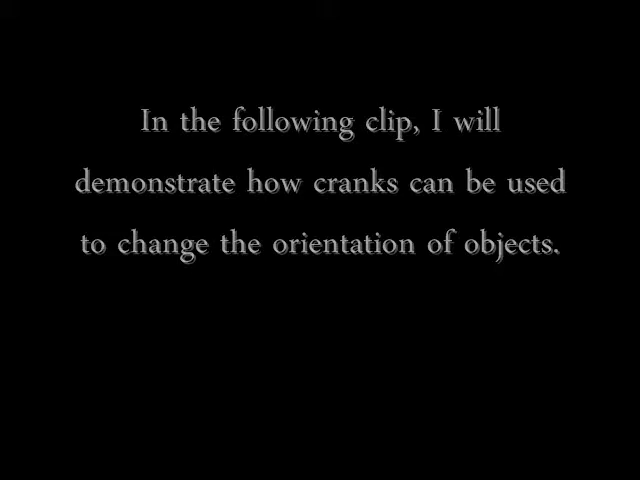 In the following clip, I will
demonstrate how cranks can be used
to change the orientation of objects.